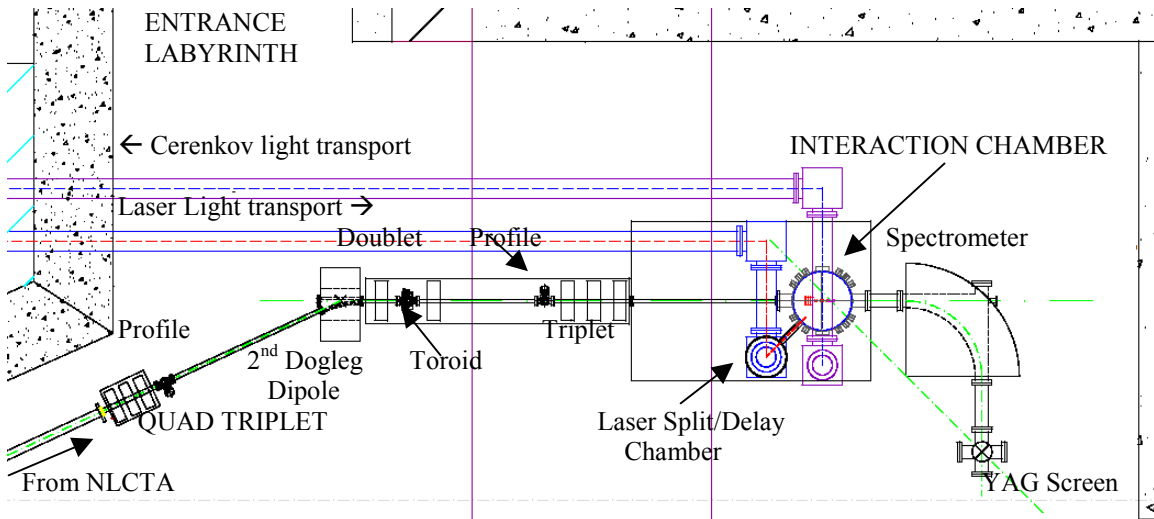 ENTRANCE
LABYRINTH
← Cerenkov light transport
INTERACTION CHAMBER
Laser Light transport →
Doublet
Profile
Spectrometer
Profile
2nd Dogleg
Dipole
Toroid
Triplet
QUAD TRIPLET
Laser Split/Delay
Chamber
From NLCTA
YAG Screen